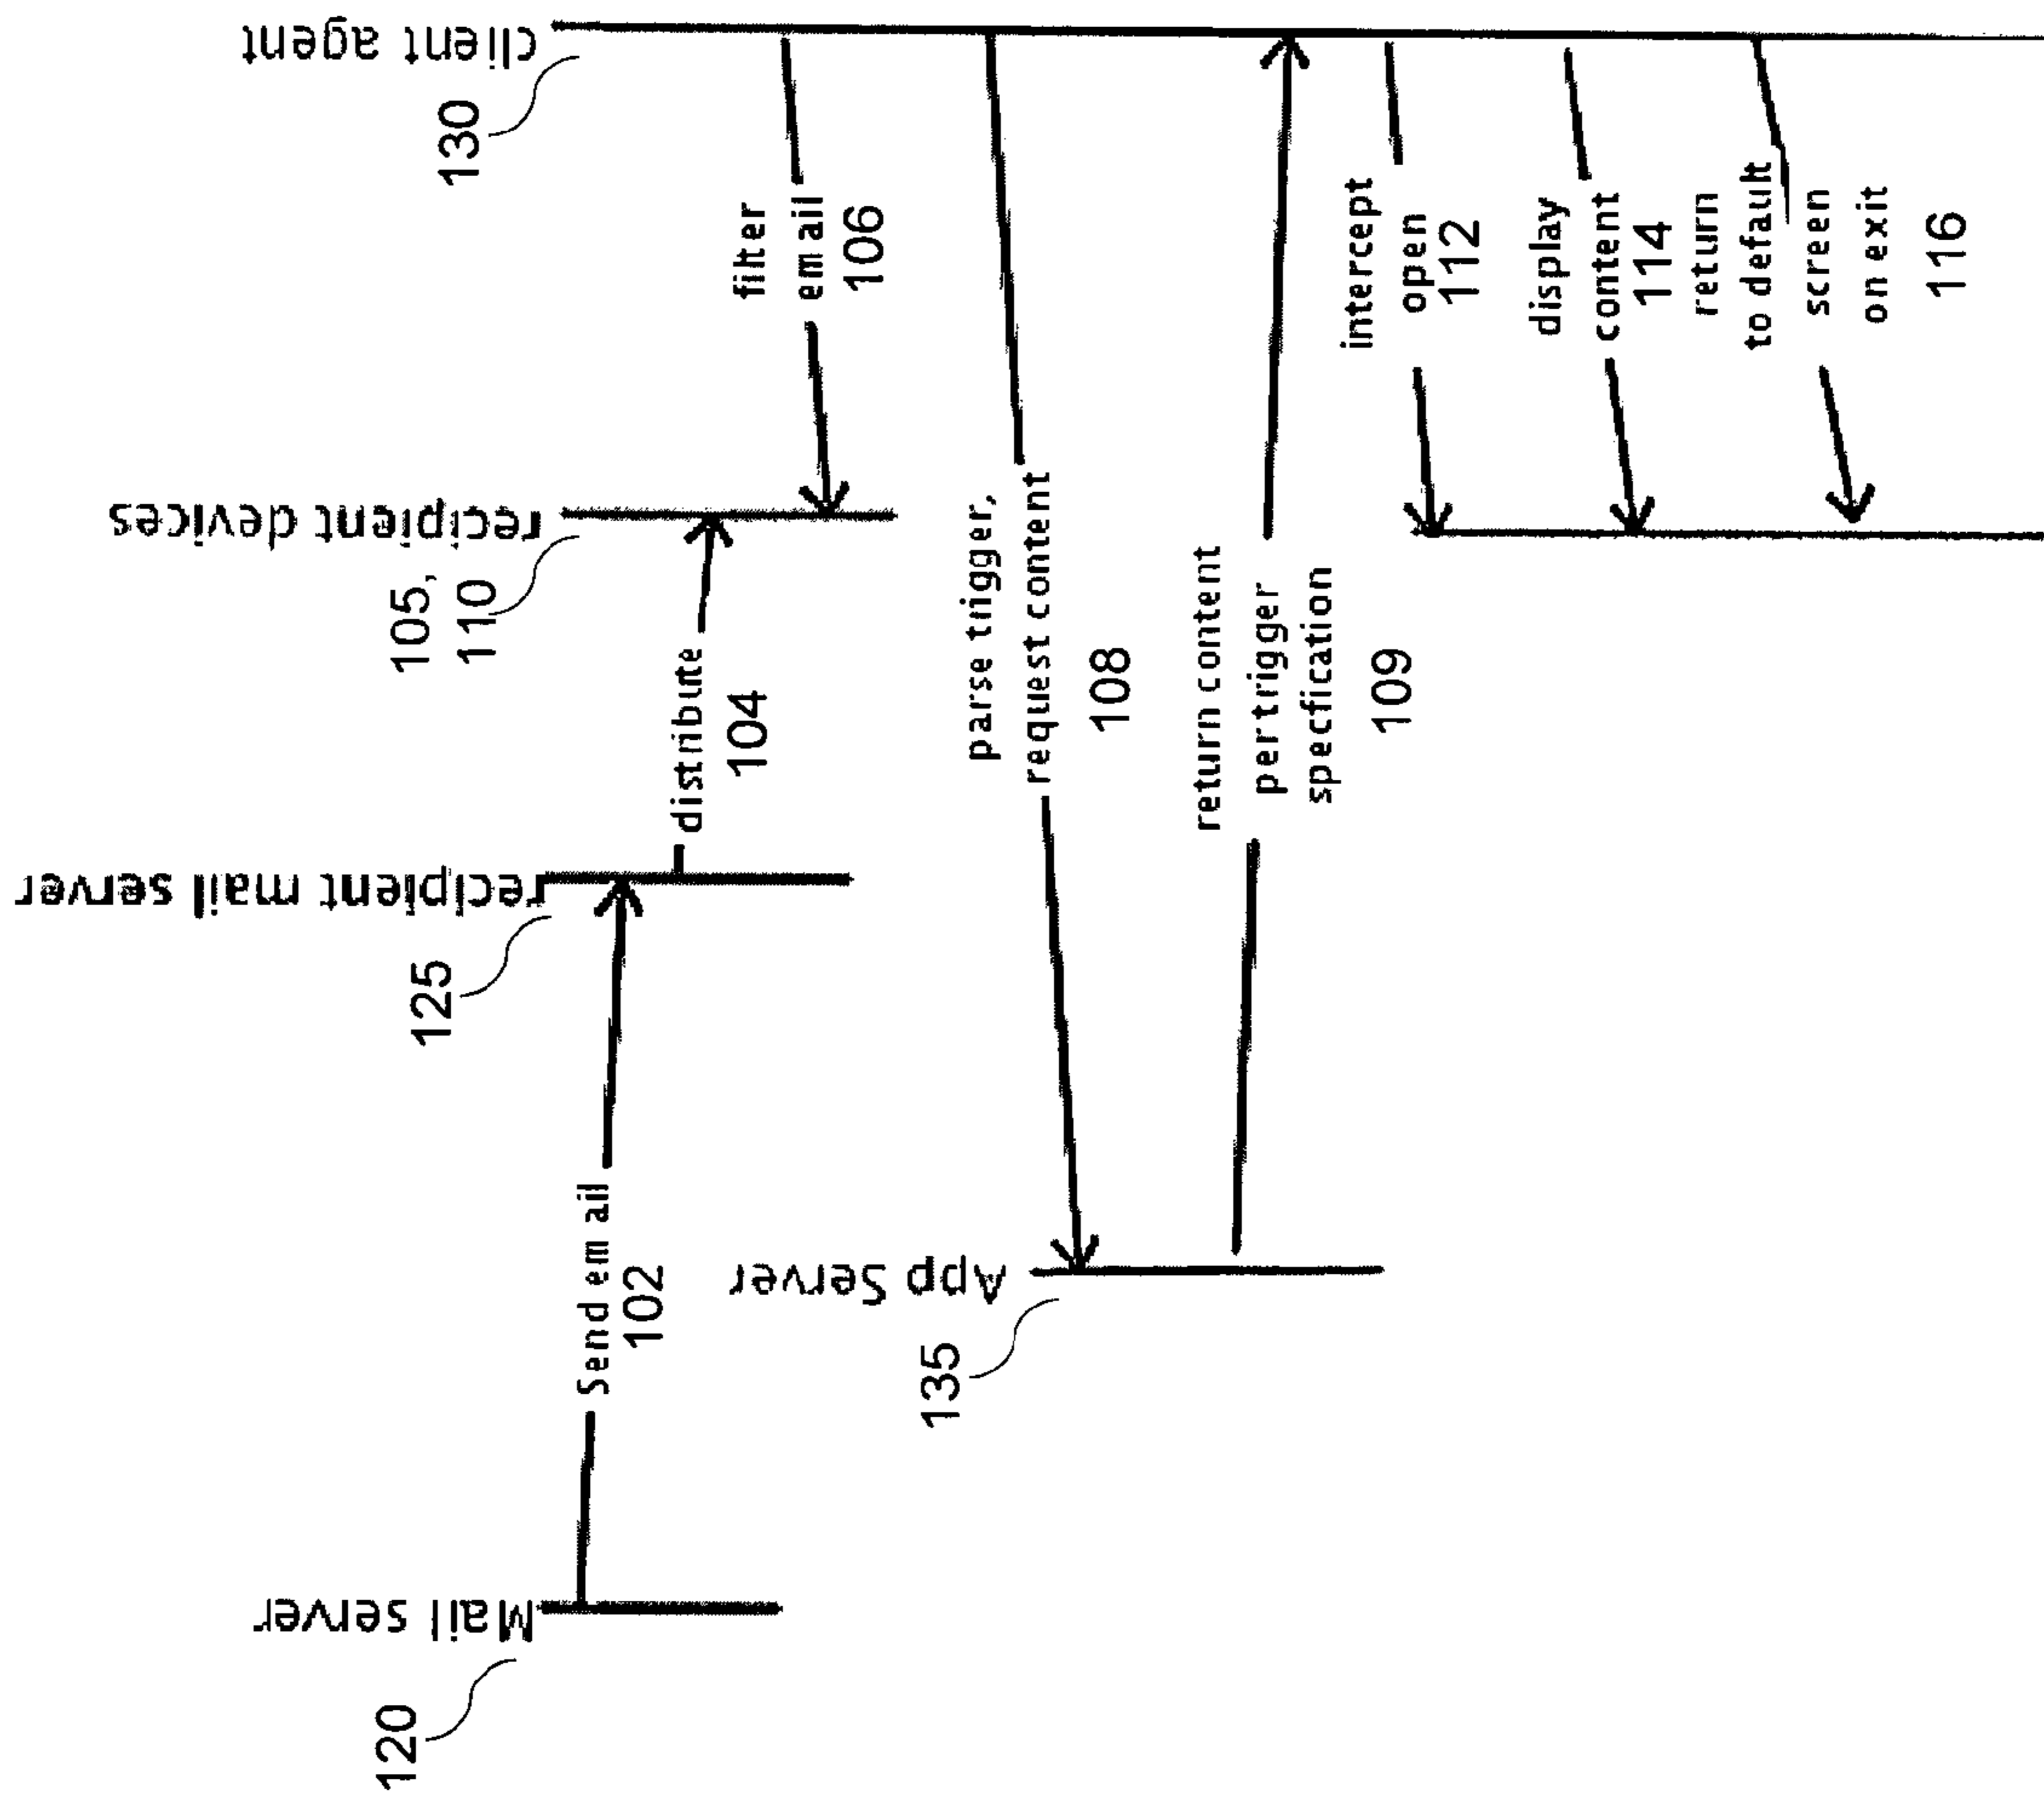 Mail server
120
recipient mail server
125
recipient devices
105,
110
client agent
130
Send email
102
distribute
104
filter
email
106
App Server
135
parse trigger,
request content
108
return content
pertrigger
specfication
109
intercept
open
112
display
content
114
return
to default
screen
on exit
116